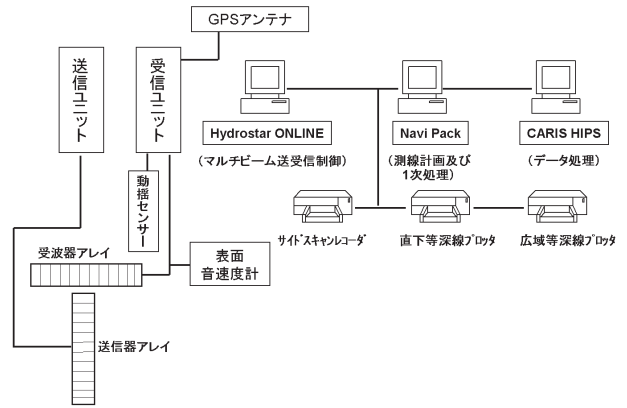 GPSアンテナ
送信ユニット
受信ユニット
Hydrostar ONLINE
Navi Pack
CARIS HIPS
(マルチビーム送受信制御)
(測線計画及び
1次処理)
(データ処理)
動揺センサー
サイドスキャンレコーダ
直下等深線プロッタ
広域等深線プロッタ
受波器アレイ
表面
音速度計
送信器アレイ